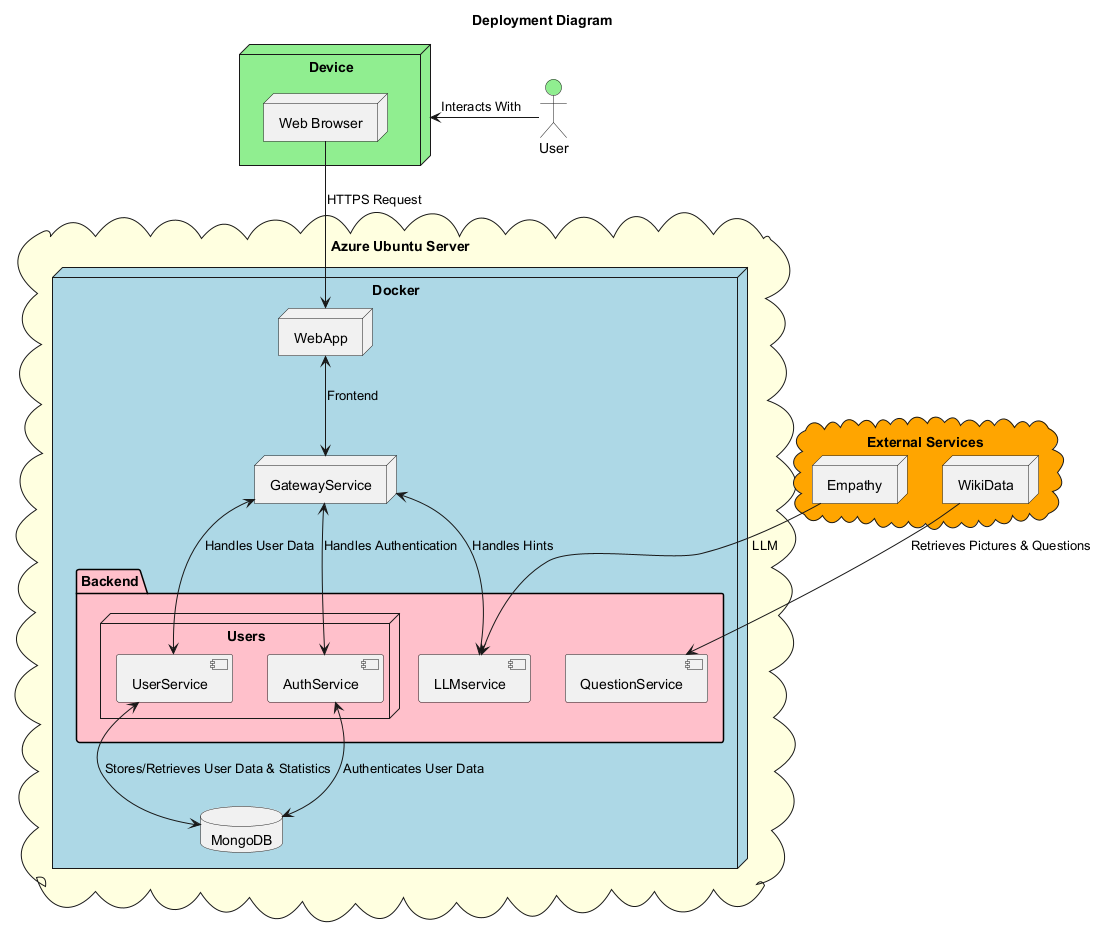 Deployment Diagram
Device
Web Browser
Interacts With
User
HTTPS Request
Azure Ubuntu Server
Docker
WebApp
Frontend
External Services
GatewayService
Empathy
WikiData
Handles User Data
Handles Authentication
Handles Hints
LLM
Retrieves Pictures & Questions
Backend
Users
UserService
AuthService
LLMservice
QuestionService
Stores/Retrieves User Data & Statistics
Authenticates User Data
MongoDB